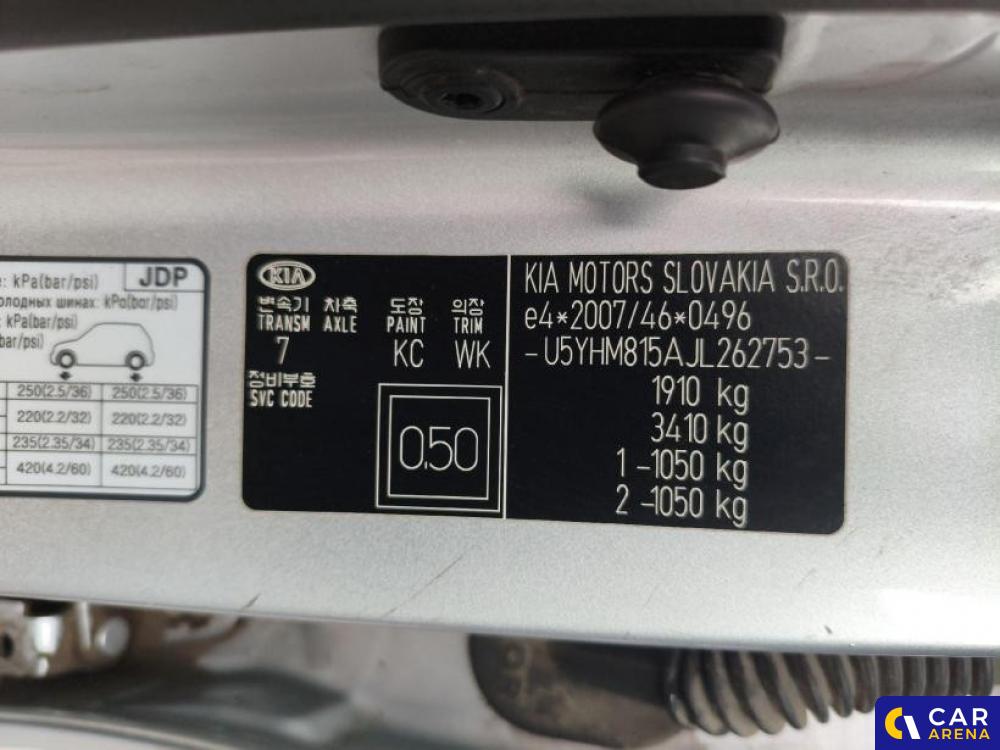 : kPa(bar/psi) JDP
олодных шинах: kPa(bar/psi)
: kPa(bar/psi)
bar/psi)
250(2.5/36) 250(2.5/36)
220(2.2/32) 220(2.2/32)
235(2.35/34) 235(2.35/34)
420(4.2/60) 420(4.2/60)
KIA
변속기 차축 도장 의장
TRANSM AXLE PAINT TRIM
7 KC WK
정비부호
SVC CODE
0.50
KIA MOTORS SLOVAKIA S.R.O.
e4*2007/46*0496
-U5YHM815AJL262753-
1910 kg
3410 kg
1 -1050 kg
2 -1050 kg
CAR
ARENA